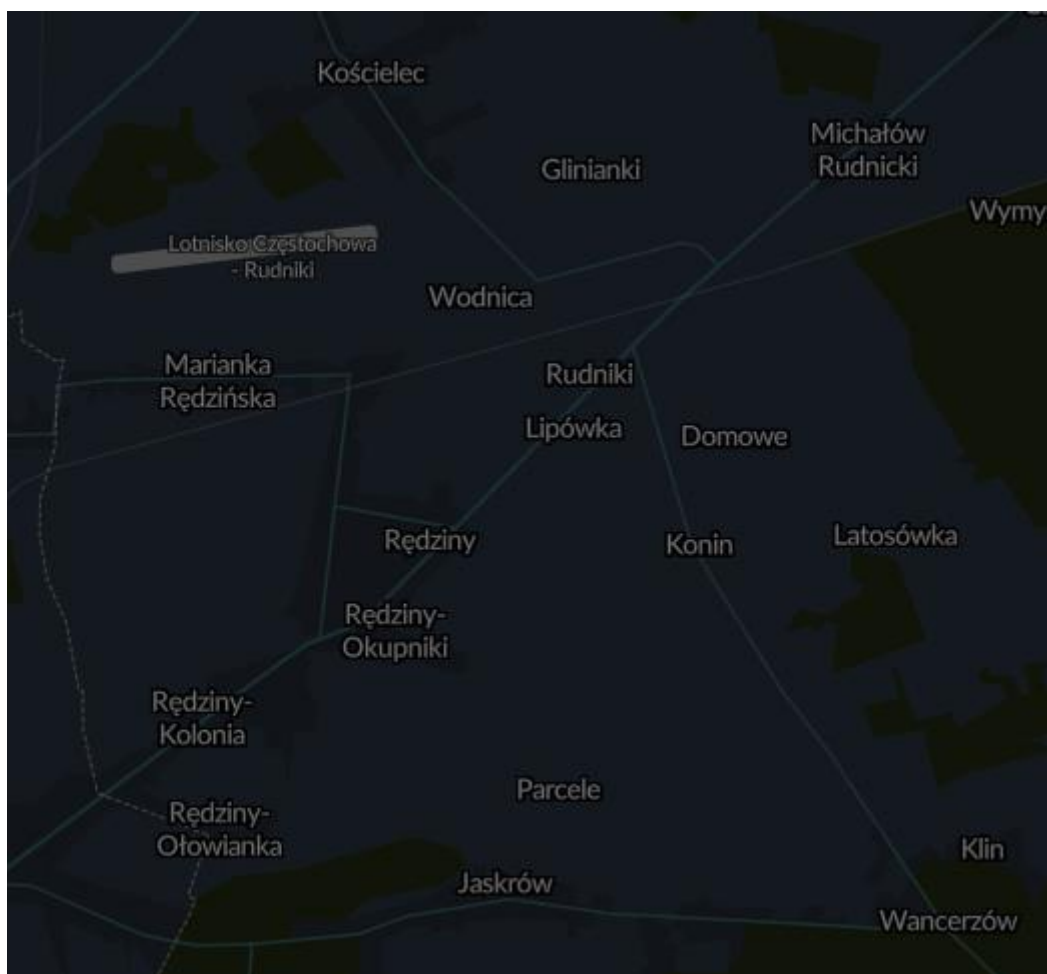 Kościelec
Michałów
Rudnicki
Glinianki
Wymy
Lotnisko Częstochowa
- Rudniki
Wodnica
Marianka
Rędzińska
Rudniki
Lipówka
Domowe
Rędziny
Konin
Latosówka
Rędziny-
Okupniki
Rędziny-
Kolonia
Parcele
Rędziny-
Ołowianka
Klin
Jaskrów
Wancerzów